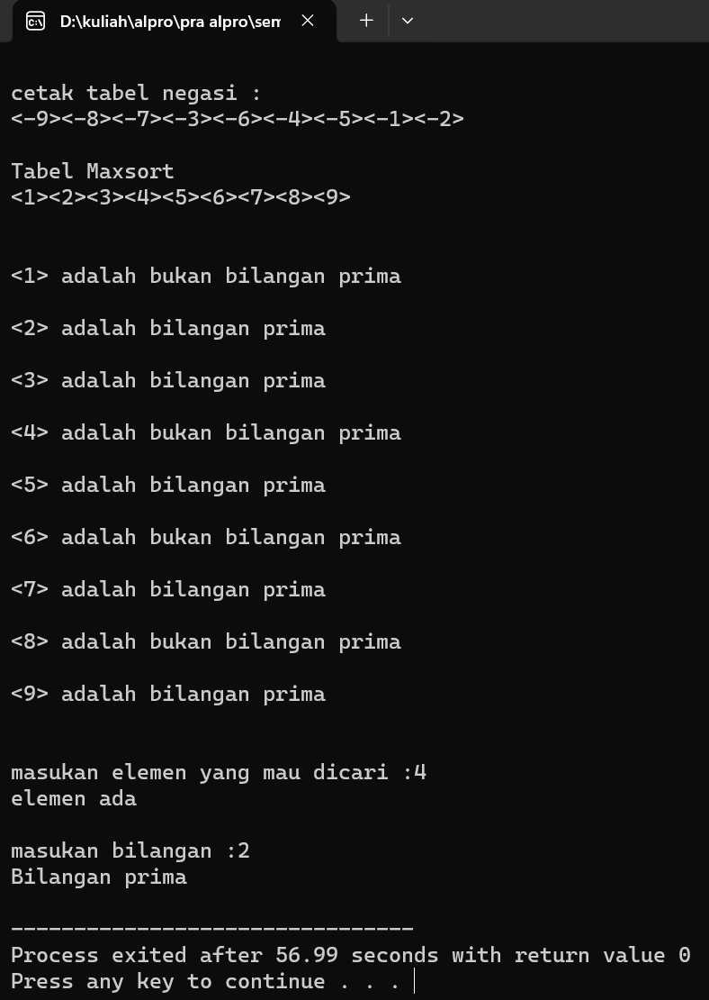 D:\kuliah\alpro\pra alpro\sem
cetak tabel negasi :
<-9><-8><-7><-3><-6><-4><-5><-1><-2>
Tabel Maxsort
<1><2><3><4><5><6><7><8><9>
<1> adalah bukan bilangan prima
<2> adalah bilangan prima
<3> adalah bilangan prima
<4> adalah bukan bilangan prima
<5> adalah bilangan prima
<6> adalah bukan bilangan prima
<7> adalah bilangan prima
<8> adalah bukan bilangan prima
<9> adalah bilangan prima
masukan elemen yang mau dicari :4
elemen ada
masukan bilangan :2
Bilangan prima
--------------------------------
Process exited after 56.99 seconds with return value 0
Press any key to continue . . .